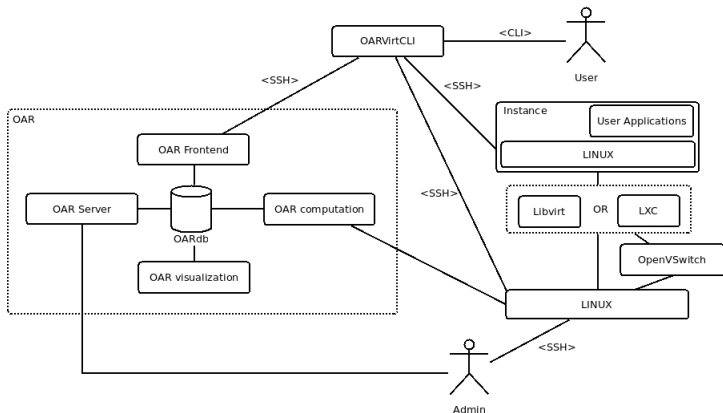 OARVirtCLI
<CLI>
User
<SSH>
<SSH>
Instance
User Applications
LINUX
OAR
OAR Frontend
<SSH>
Libvirt
OR
LXC
OAR Server
OARdb
OAR computation
OpenVSwitch
OAR visualization
LINUX
<SSH>
Admin